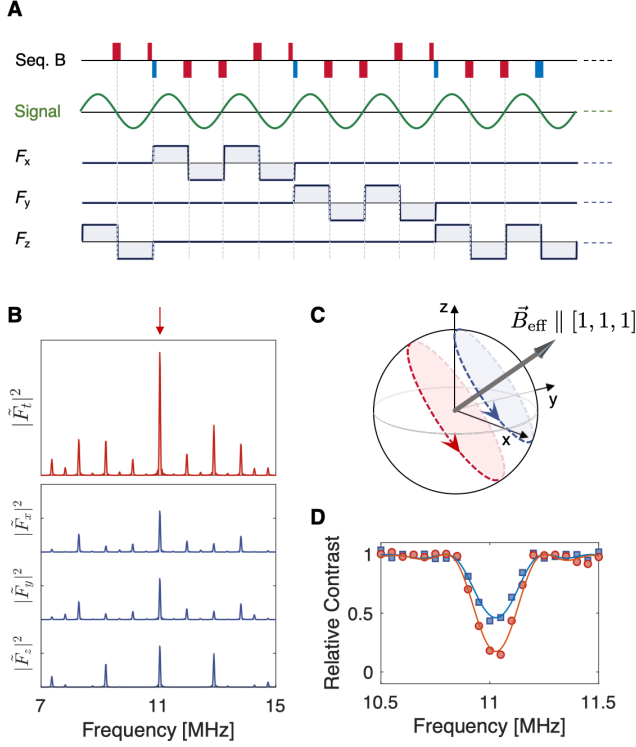 A
Seq. B
Signal
Fx
Fy
Fz
B
|F̃t|²
|F̃x|²
|F̃y|²
|F̃z|²
7 11 15
Frequency [MHz]
C
z
B⃗eff ∥ [1, 1, 1]
y
x
D
Relative Contrast
1
0.5
0
10.5 11 11.5
Frequency [MHz]